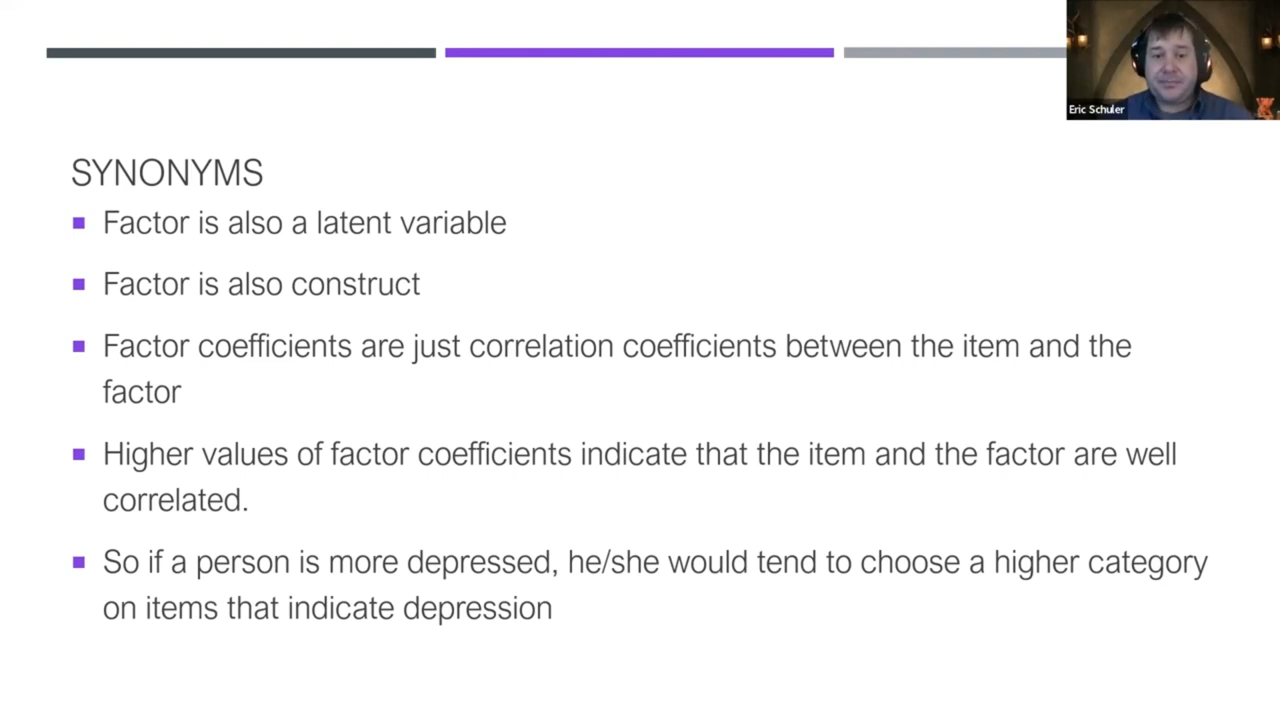 Eric Schuler
SYNONYMS
Factor is also a latent variable
Factor is also construct
Factor coefficients are just correlation coefficients between the item and the
factor
Higher values of factor coefficients indicate that the item and the factor are well
correlated.
So if a person is more depressed, he/she would tend to choose a higher category
on items that indicate depression